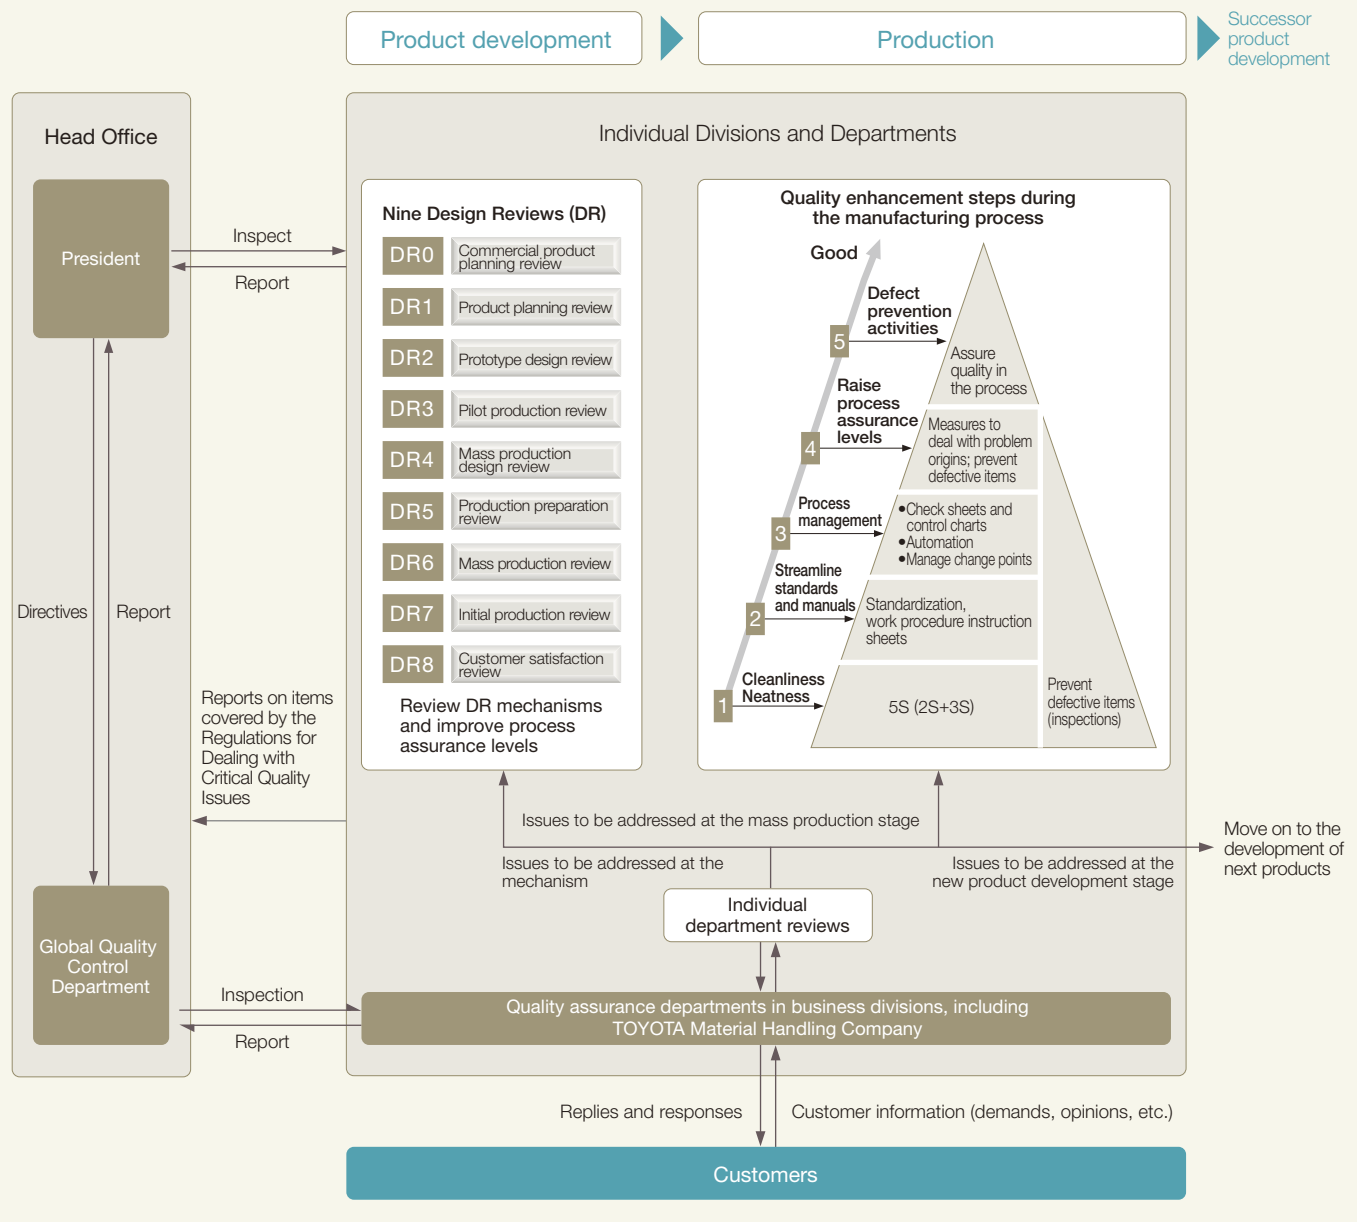 Product development
Production
Successor
product
development
Head Office
President
Directives
Report
Global Quality
Control
Department
Inspect
Report
Reports on items
covered by the
Regulations for
Dealing with
Critical Quality
Issues
Inspection
Report
Individual Divisions and Departments
Nine Design Reviews (DR)
DR0
Commercial product
planning review
DR1
Product planning review
DR2
Prototype design review
DR3
Pilot production review
DR4
Mass production
design review
DR5
Production preparation
review
DR6
Mass production review
DR7
Initial production review
DR8
Customer satisfaction
review
Review DR mechanisms
and improve process
assurance levels
Quality enhancement steps during
the manufacturing process
Good
5
Defect
prevention
activities
Assure
quality in
the process
4
Raise
process
assurance
levels
Measures to
deal with problem
origins; prevent
defective items
3
Process
management
●Check sheets and
control charts
●Automation
●Manage change points
2
Streamline
standards
and manuals
Standardization,
work procedure instruction
sheets
1
Cleanliness
Neatness
5S (2S+3S)
Prevent
defective items
(inspections)
Issues to be addressed at the mass production stage
Issues to be addressed at the
mechanism
Issues to be addressed at the
new product development stage
Move on to the
development of
next products
Individual
department reviews
Quality assurance departments in business divisions, including
TOYOTA Material Handling Company
Replies and responses
Customer information (demands, opinions, etc.)
Customers